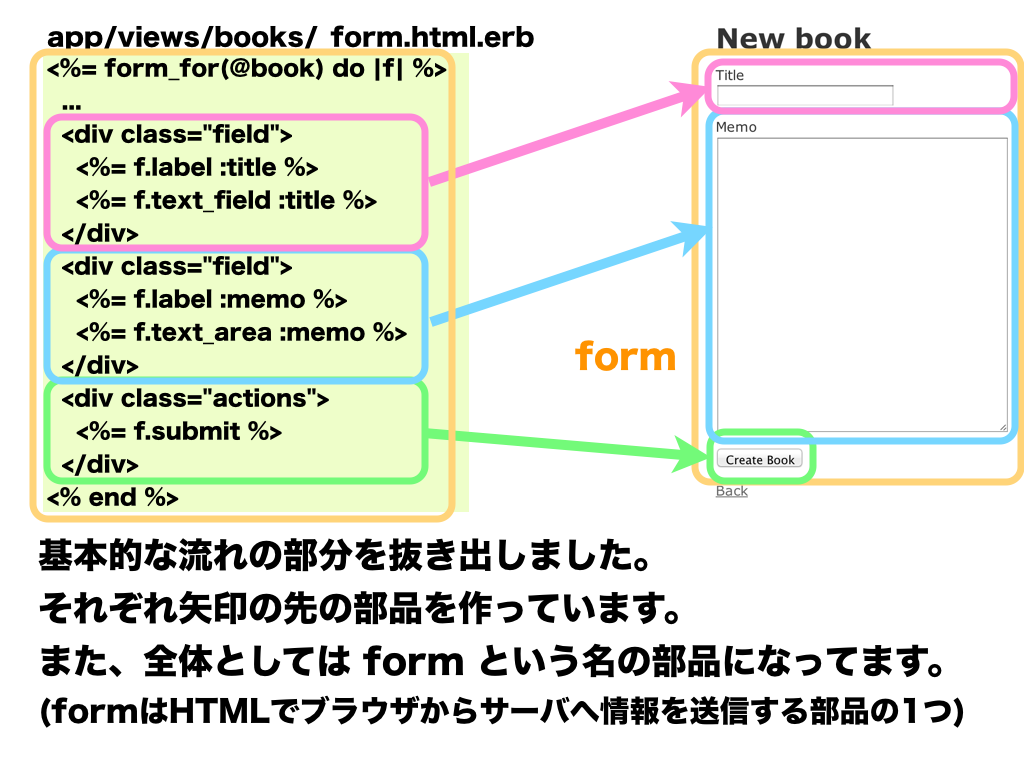 app/views/books/_form.html.erb
<%= form_for(@book) do |f| %>
...
<div class="field">
<%= f.label :title %>
<%= f.text_field :title %>
</div>
<div class="field">
<%= f.label :memo %>
<%= f.text_area :memo %>
</div>
<div class="actions">
<%= f.submit %>
</div>
<% end %>
form
New book
Title
Memo
Create Book
Back
基本的な流れの部分を抜き出しました。
それぞれ矢印の先の部品を作っています。
また、全体としては form という名の部品になってます。
(formはHTMLでブラウザからサーバへ情報を送信する部品の1つ)